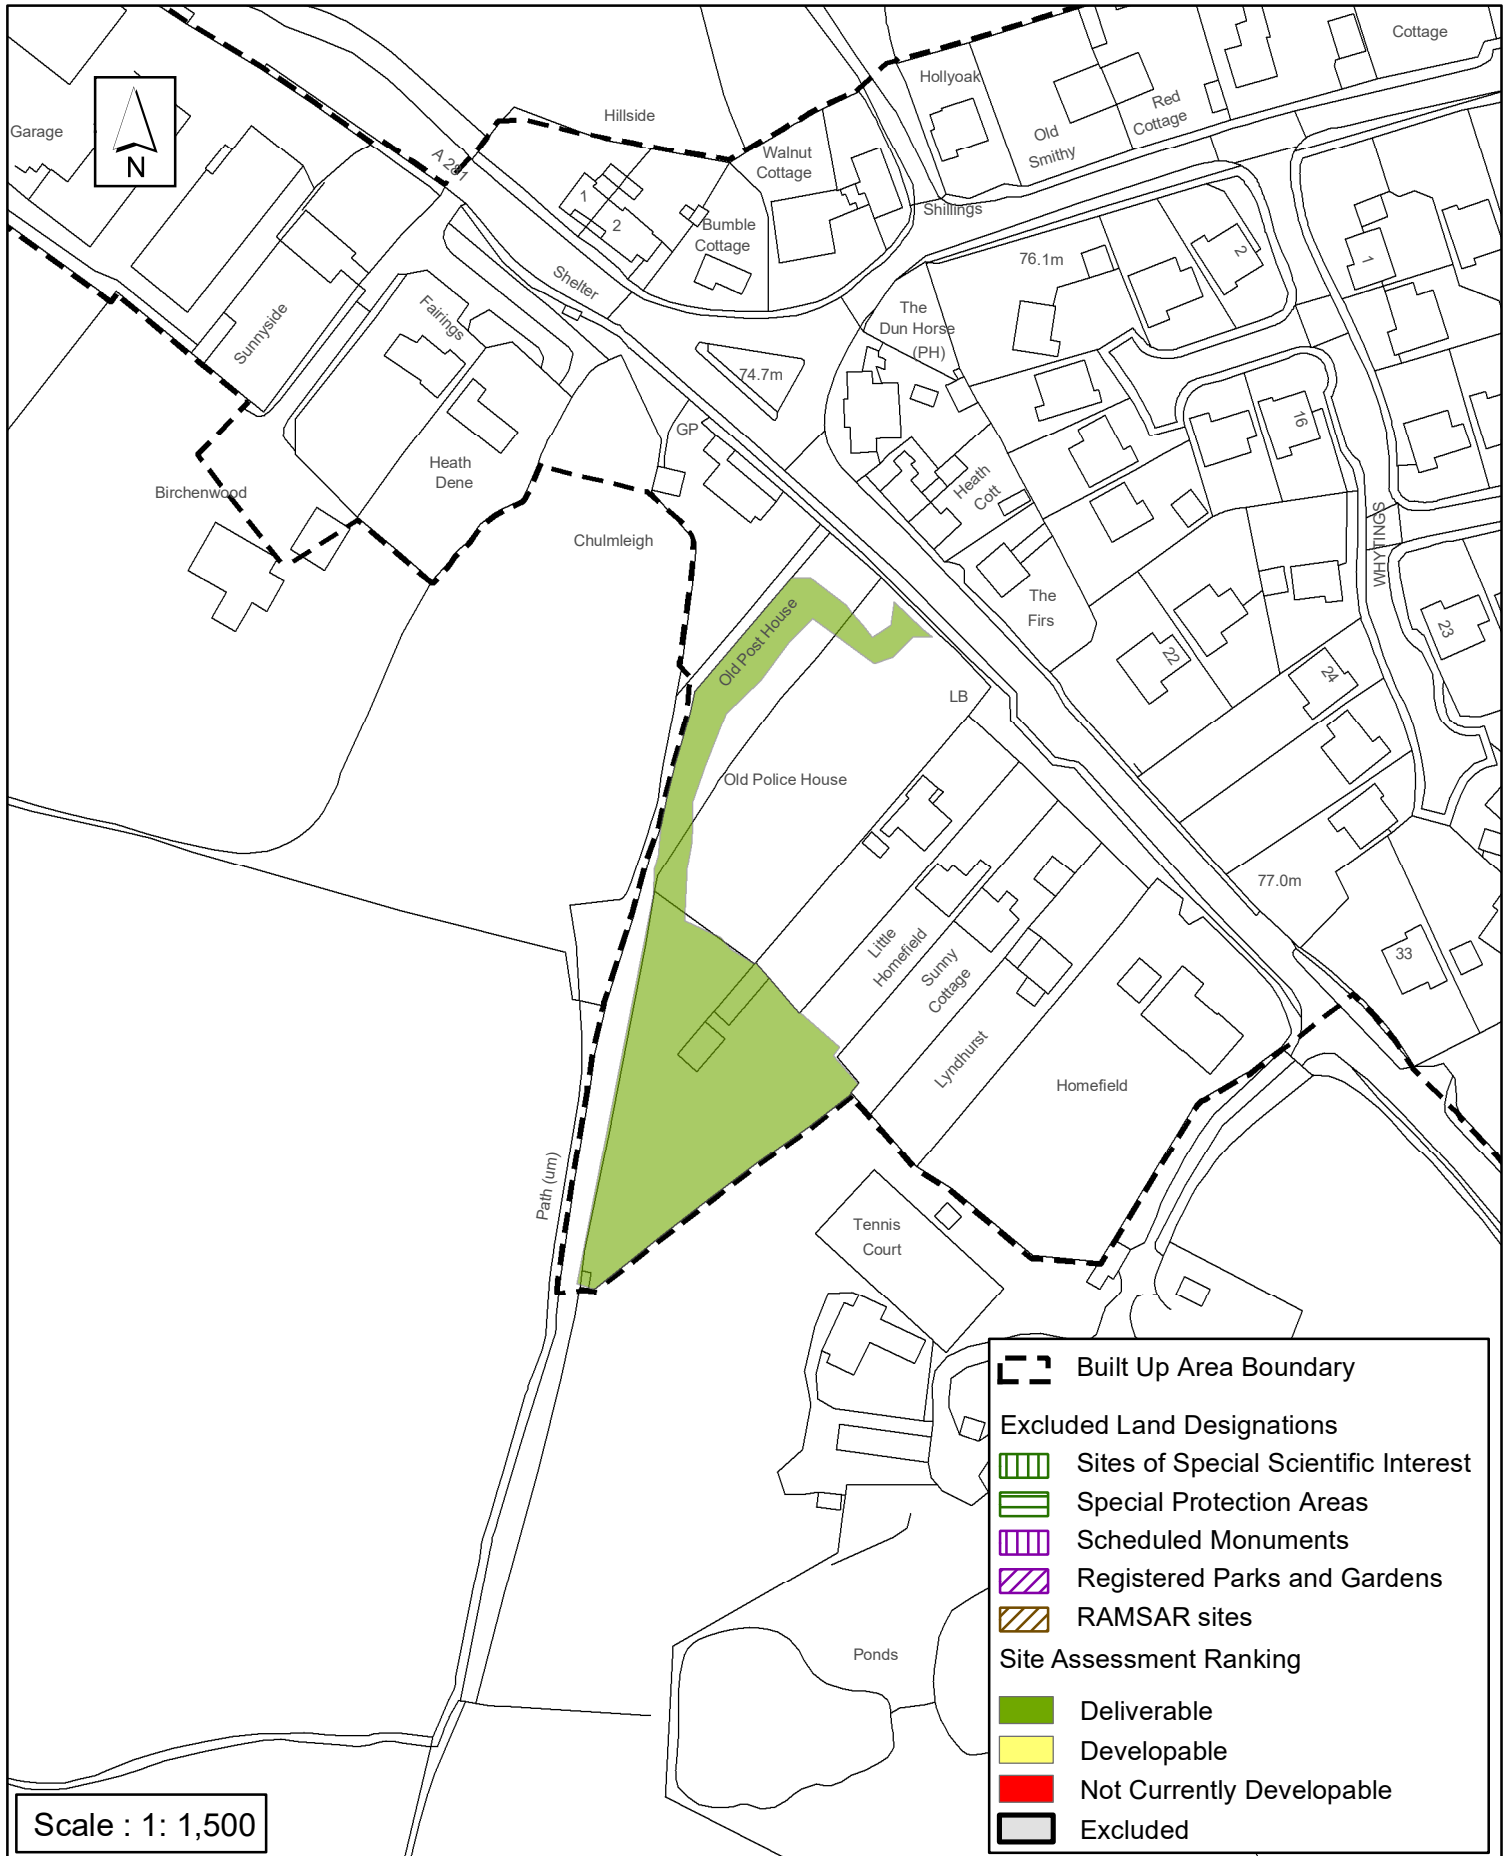 Cottage
Hollyoak
Red
Cottage
Old
Smithy
Garage
N
A 281
Hillside
Walnut
Cottage
1
2
Bumble
Cottage
Shillings
76.1m
2
1
Shelter
Sunnyside
Fairings
The
Dun Horse
(PH)
74.7m
GP
16
Heath
Dene
Birchenwood
Heath
Cott
Chulmleigh
WHYTINGS
The
Firs
Old Post House
23
22
24
LB
Old Police House
77.0m
33
Little
Homefield
Sunny
Cottage
Lyndhurst
Homefield
Path (um)
Tennis
Court
Ponds
Built Up Area Boundary
Excluded Land Designations
Sites of Special Scientific Interest
Special Protection Areas
Scheduled Monuments
Registered Parks and Gardens
RAMSAR sites
Site Assessment Ranking
Deliverable
Developable
Not Currently Developable
Excluded
Scale : 1: 1,500